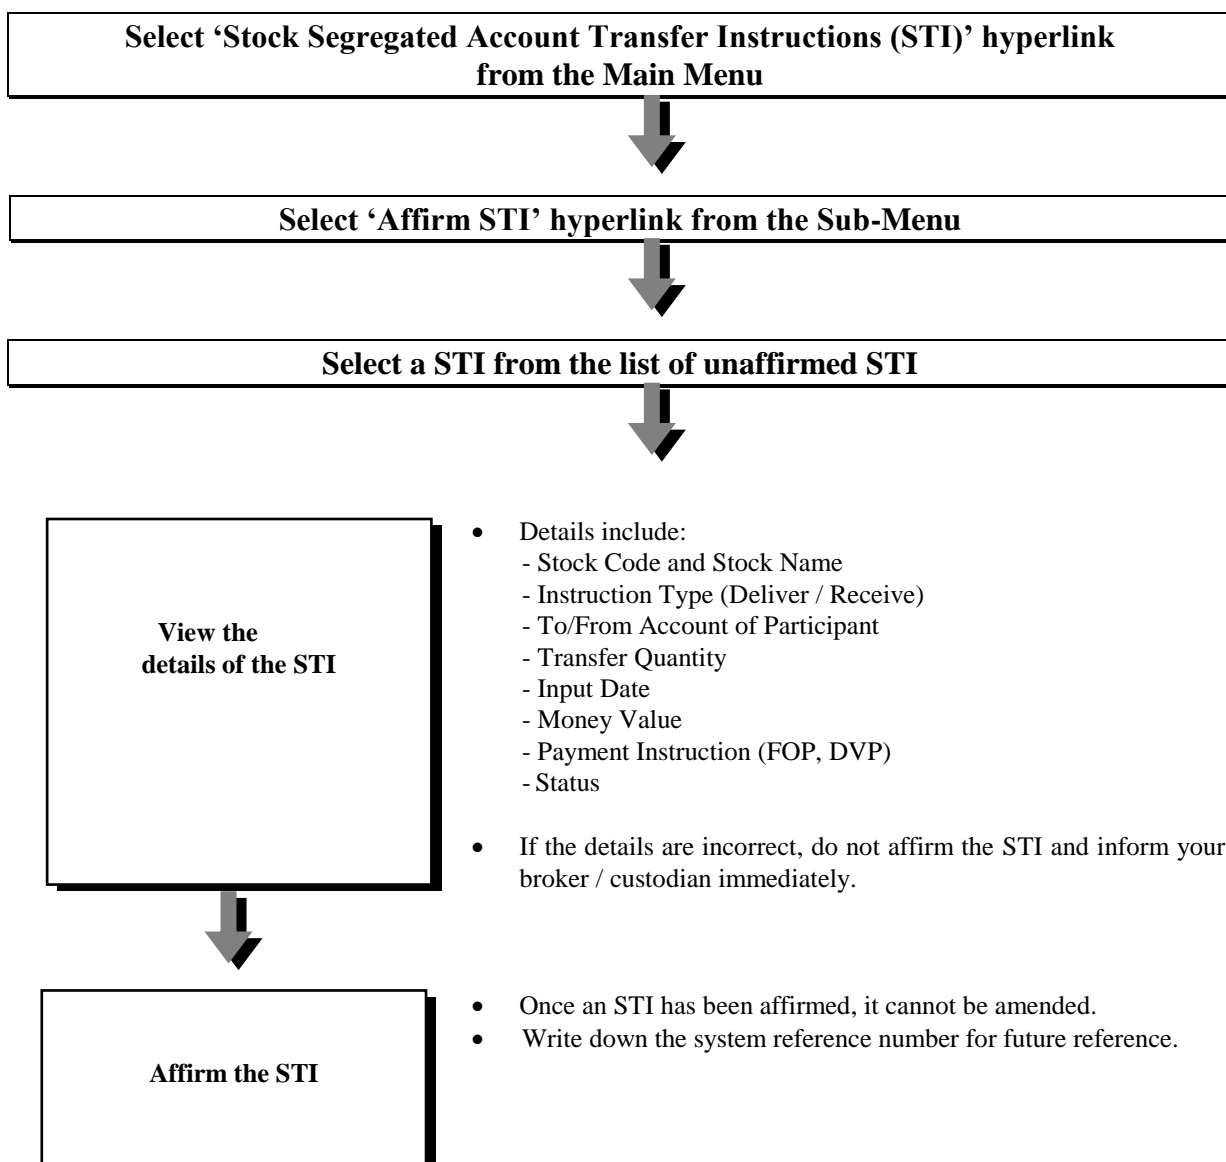 Select ‘Stock Segregated Account Transfer Instructions (STI)’ hyperlink
from the Main Menu
Select ‘Affirm STI’ hyperlink from the Sub-Menu
Select a STI from the list of unaffirmed STI
View the
details of the STI
• Details include:
- Stock Code and Stock Name
- Instruction Type (Deliver / Receive)
- To/From Account of Participant
- Transfer Quantity
- Input Date
- Money Value
- Payment Instruction (FOP, DVP)
- Status
• If the details are incorrect, do not affirm the STI and inform your
broker / custodian immediately.
Affirm the STI
• Once an STI has been affirmed, it cannot be amended.
• Write down the system reference number for future reference.